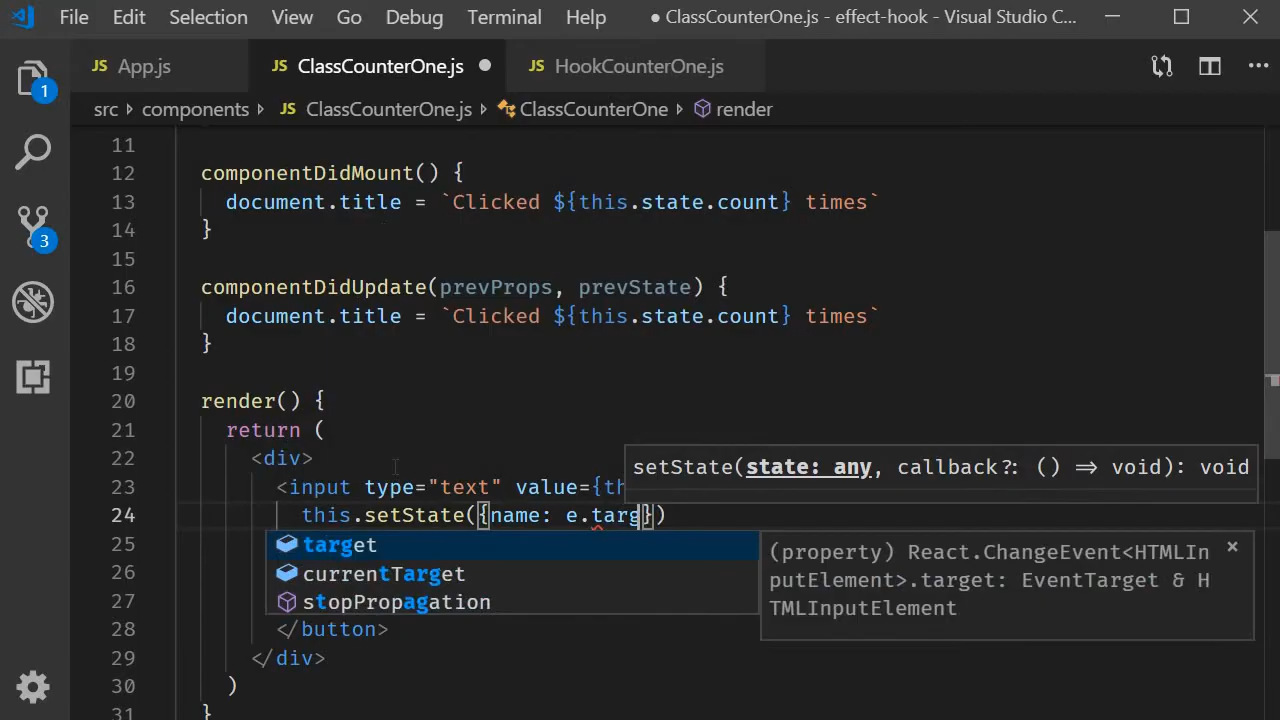 File Edit Selection View Go Debug Terminal Help ● ClassCounterOne.js - effect-hook - Visual Studio C...
JS App.js JS ClassCounterOne.js ● JS HookCounterOne.js ...
src > components > JS ClassCounterOne.js > ClassCounterOne > render
11
12 componentDidMount() {
13 document.title = `Clicked ${this.state.count} times`
14 }
15
16 componentDidUpdate(prevProps, prevState) {
17 document.title = `Clicked ${this.state.count} times`
18 }
19
20 render() {
21 return (
22 <div>
23 <input type="text" value={th
setState(state: any, callback?: () => void): void
24 this.setState({name: e.targ})
25
26
27
target
currentTarget
stopPropagation
(property) React.ChangeEvent<HTMLIn
putElement>.target: EventTarget & H
TMLInputElement
28 </button>
29 </div>
30 )
31 }
1
3